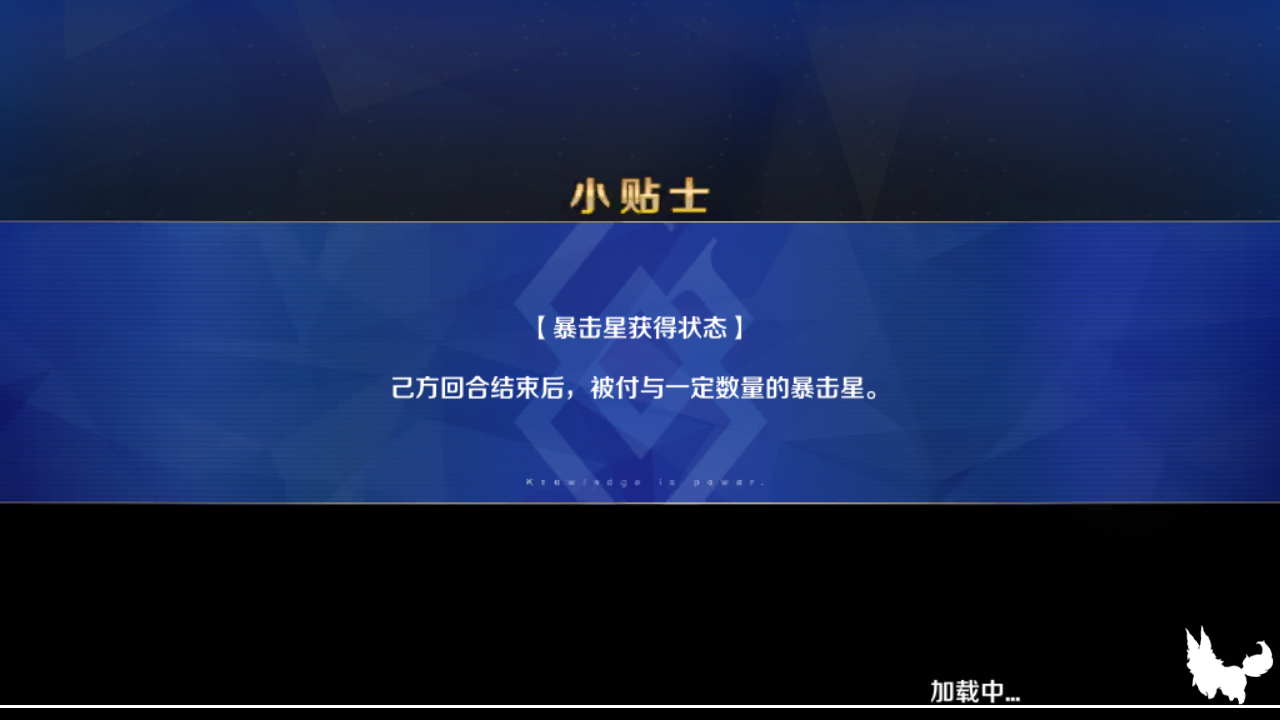 小贴士
【暴击星获得状态】
己方回合结束后，被付与一定数量的暴击星。
Knowledge is power.
加载中...